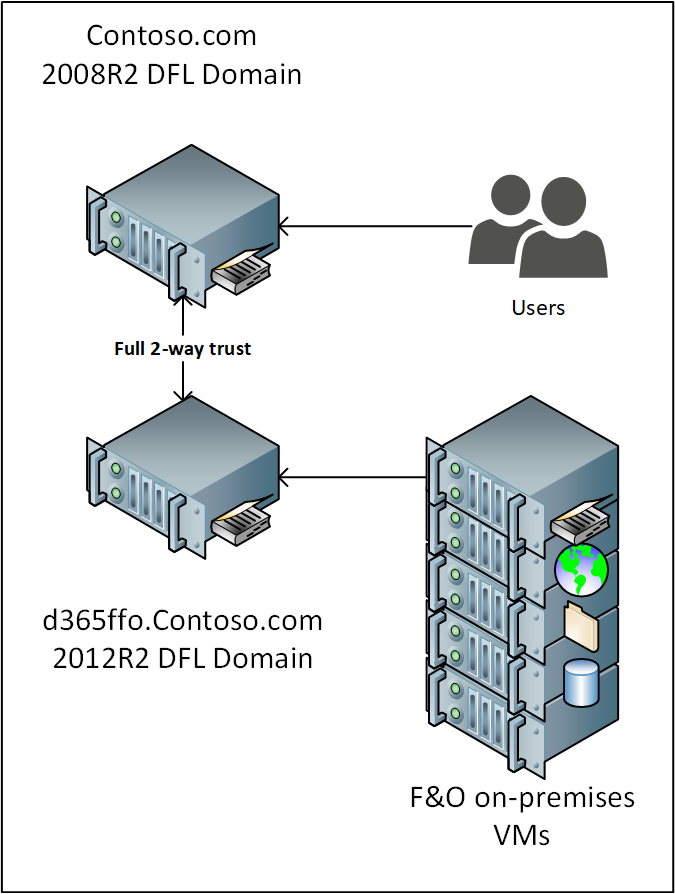 Contoso.com
2008R2 DFL Domain
Users
Full 2-way trust
d365ffo.Contoso.com
2012R2 DFL Domain
F&O on-premises
VMs